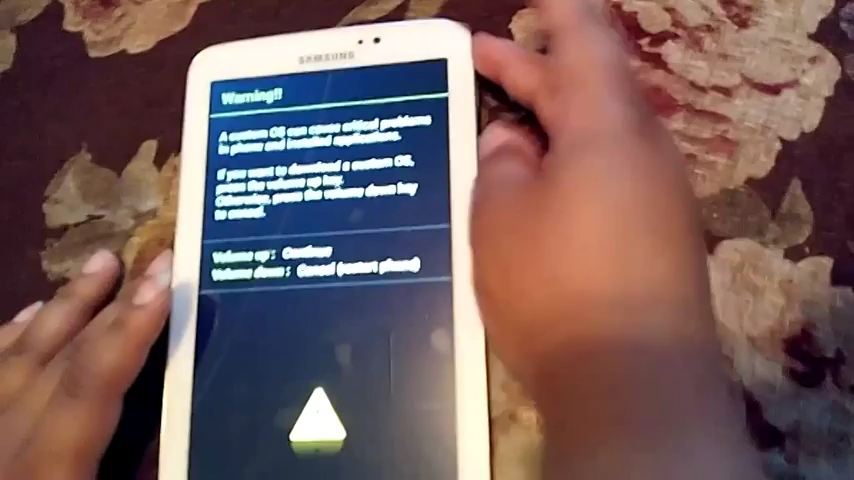 SAMSUNG
Warning!!
A custom OS can cause critical problems
in phone and installed applications.
If you want to download a custom OS,
press the volume up key.
Otherwise, press the volume down key
to cancel.
Volume up : Continue
Volume down : Cancel (restart phone)